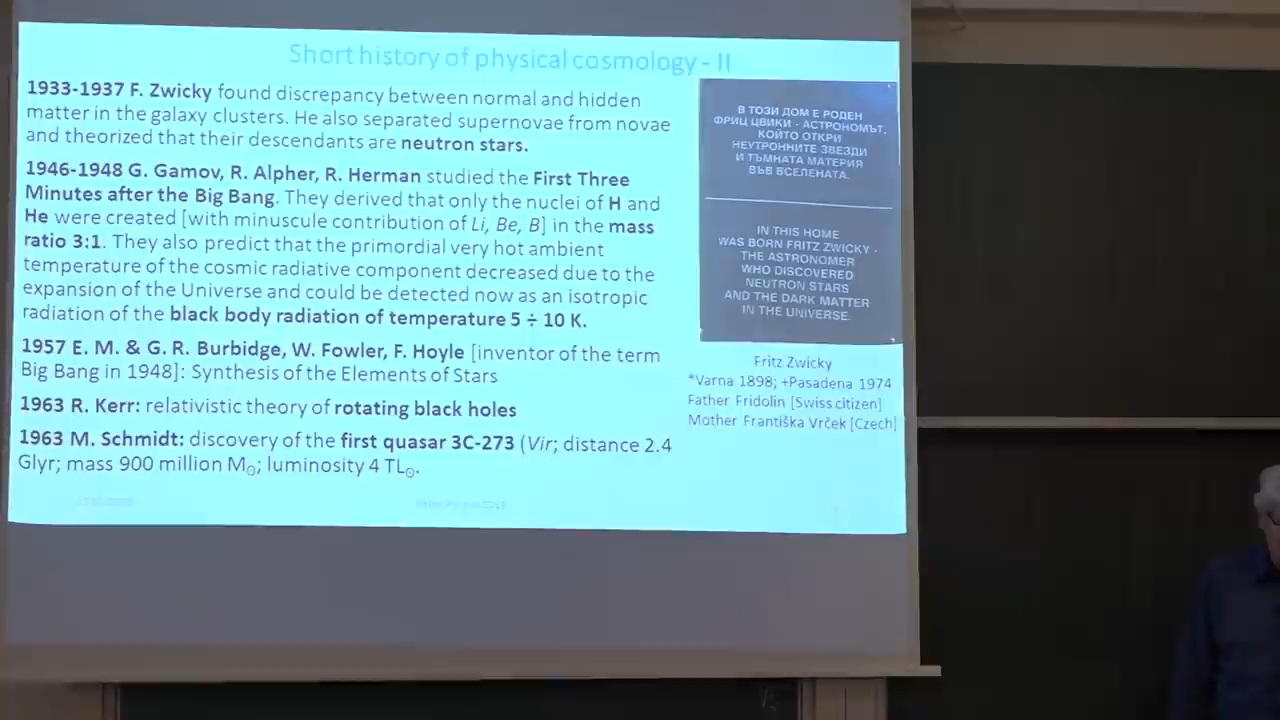 Short history of physical cosmology - II
1933-1937 F. Zwicky found discrepancy between normal and hidden
matter in the galaxy clusters. He also separated supernovae from novae
and theorized that their descendants are neutron stars.
1946-1948 G. Gamov, R. Alpher, R. Herman studied the First Three
Minutes after the Big Bang. They derived that only the nuclei of H and
He were created [with minuscule contribution of Li, Be, B] in the mass
ratio 3:1. They also predict that the primordial very hot ambient
temperature of the cosmic radiative component decreased due to the
expansion of the Universe and could be detected now as an isotropic
radiation of the black body radiation of temperature 5 ÷ 10 K.
1957 E. M. & G. R. Burbidge, W. Fowler, F. Hoyle [inventor of the term
Big Bang in 1948]: Synthesis of the Elements of Stars
1963 R. Kerr: relativistic theory of rotating black holes
1963 M. Schmidt: discovery of the first quasar 3C-273 (Vir; distance 2.4
Glyr; mass 900 million M☉; luminosity 4 TL☉.
В ТОЗИ ДОМ Е РОДЕН
ФРИЦ ЦВИКИ - АСТРОНОМЪТ,
КОЙТО ОТКРИ
НЕУТРОННИТЕ ЗВЕЗДИ
И ТЪМНАТА МАТЕРИЯ
ВЪВ ВСЕЛЕНАТА.
IN THIS HOME
WAS BORN FRITZ ZWICKY -
THE ASTRONOMER
WHO DISCOVERED
NEUTRON STARS
AND THE DARK MATTER
IN THE UNIVERSE.
Fritz Zwicky
*Varna 1898; +Pasadena 1974
Father Fridolin [Swiss citizen]
Mother Františka Vrček [Czech]